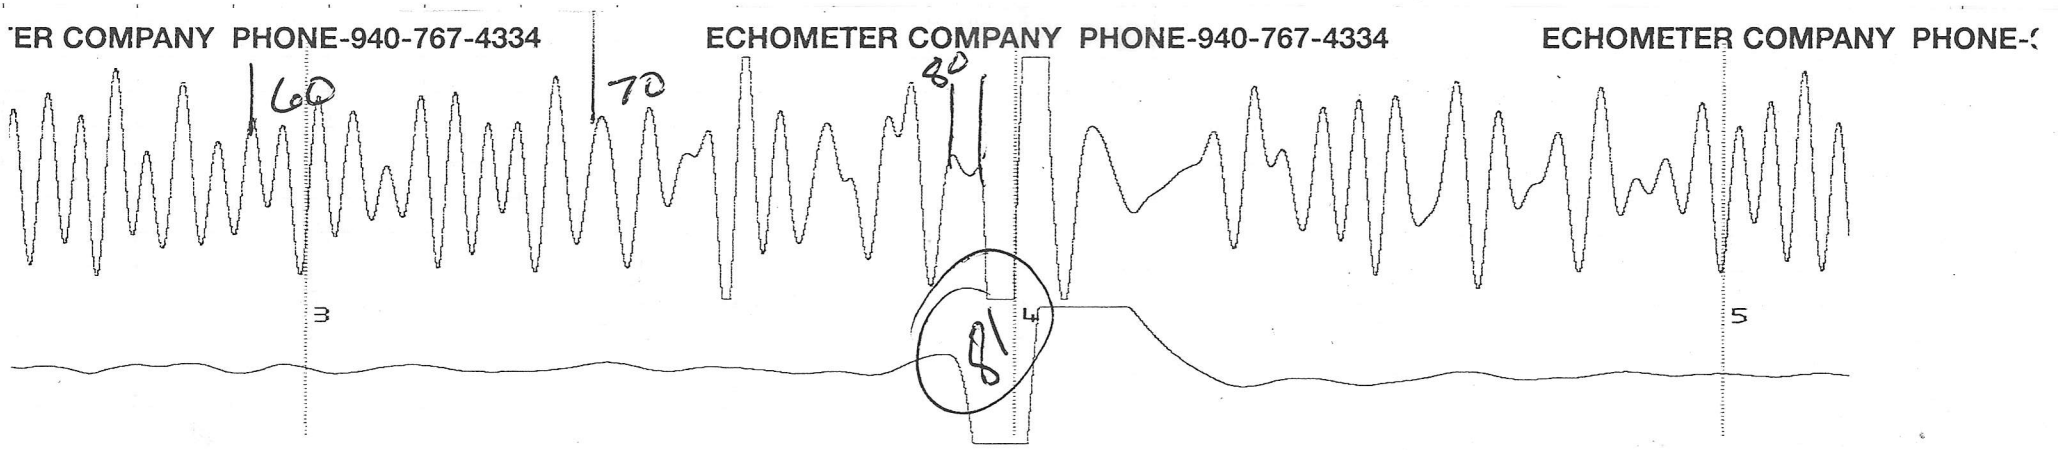 ER COMPANY PHONE-940-767-4334 ECHOMETER COMPANY PHONE-940-767-4334 ECHOMETER COMPANY PHONE-
60 70 80
3 4 5
81